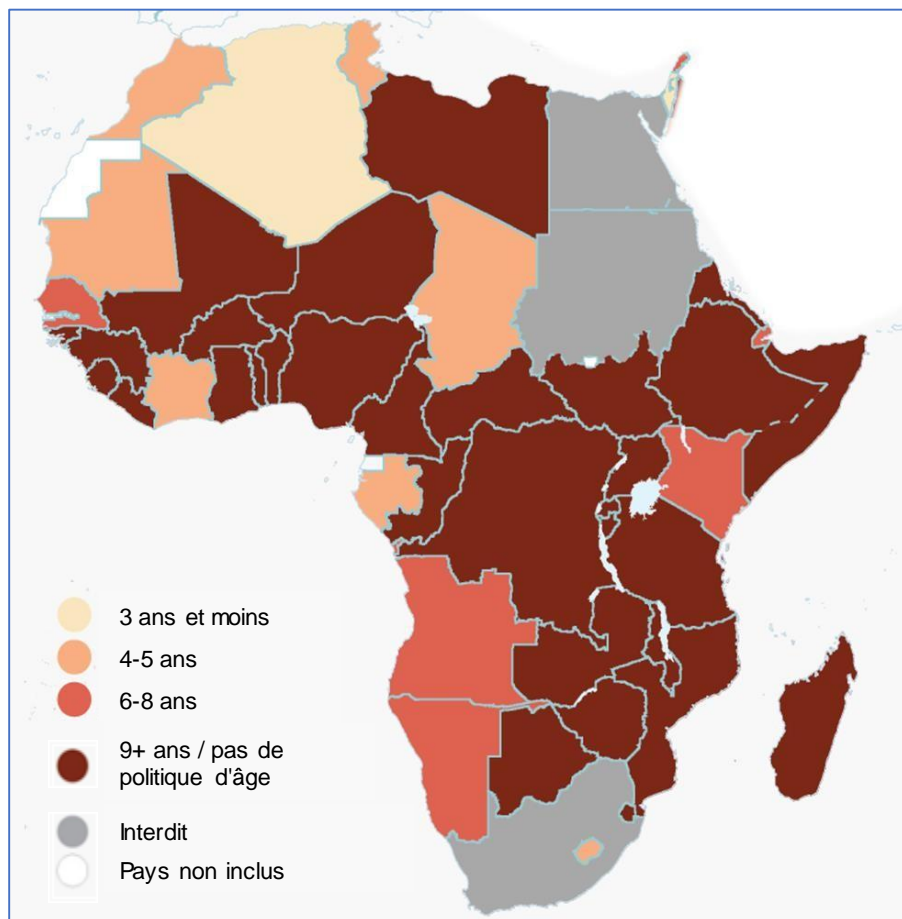 3 ans et moins
4-5 ans
6-8 ans
9+ ans / pas de
politique d'âge
Interdit
Pays non inclus